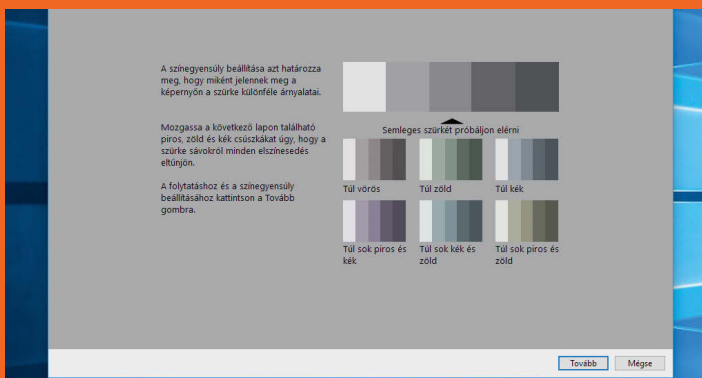 A színegyensúly beállítása azt határozza
meg, hogy miként jelennek meg a
képernyőn a szürke különféle árnyalatai.
Mozgassa a következő lapon található
piros, zöld és kék csúszkákat úgy, hogy a
szürke sávokról minden elszínesedés
eltűnjön.
A folytatáshoz és a színegyensúly
beállításához kattintson a Tovább
gombra.
Semleges szürkét próbáljon elérni
Túl vörös
Túl zöld
Túl kék
Túl sok piros és
kék
Túl sok kék és
zöld
Túl sok piros és
zöld
Tovább
Mégse